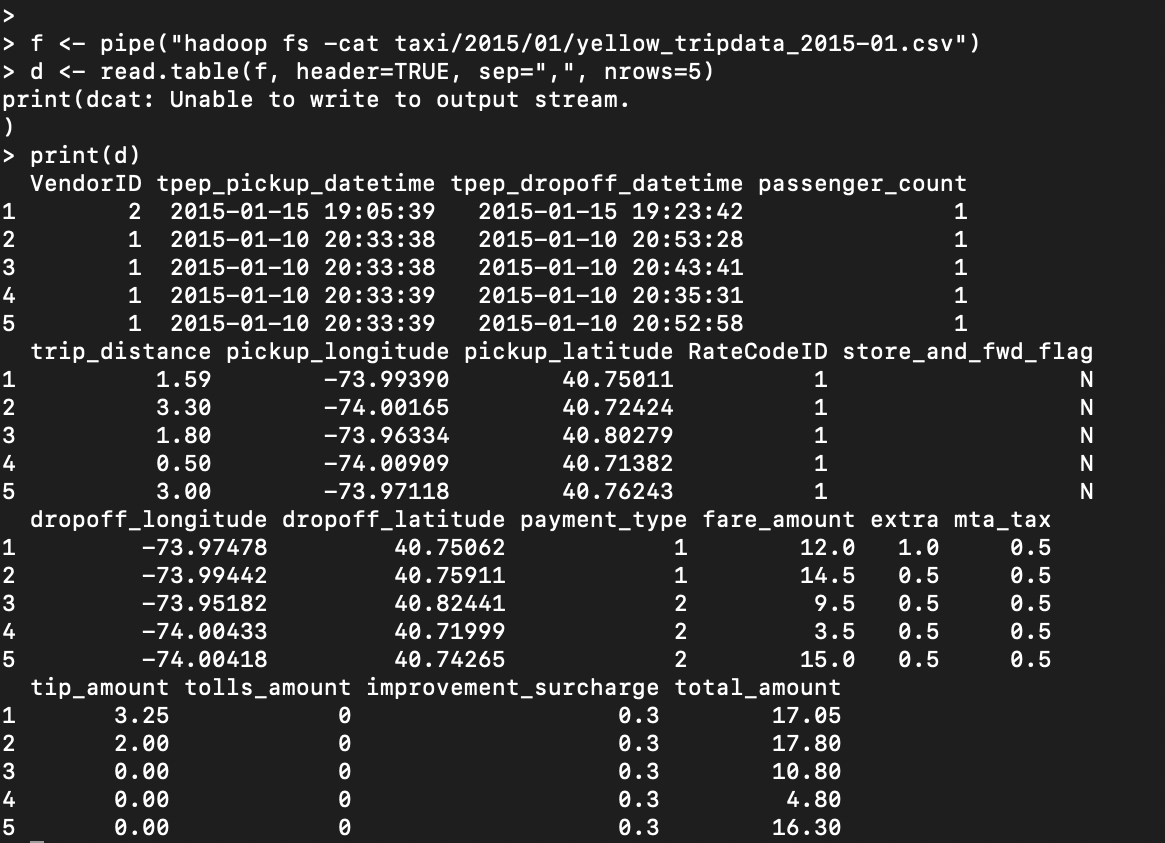 >
> f <- pipe("hadoop fs -cat taxi/2015/01/yellow_tripdata_2015-01.csv")
> d <- read.table(f, header=TRUE, sep=",", nrows=5)
print(dcat: Unable to write to output stream.
)
> print(d)
  VendorID tpep_pickup_datetime tpep_dropoff_datetime passenger_count
1        2  2015-01-15 19:05:39   2015-01-15 19:23:42               1
2        1  2015-01-10 20:33:38   2015-01-10 20:53:28               1
3        1  2015-01-10 20:33:38   2015-01-10 20:43:41               1
4        1  2015-01-10 20:33:39   2015-01-10 20:35:31               1
5        1  2015-01-10 20:33:39   2015-01-10 20:52:58               1
  trip_distance pickup_longitude pickup_latitude RateCodeID store_and_fwd_flag
1          1.59        -73.99390        40.75011          1                  N
2          3.30        -74.00165        40.72424          1                  N
3          1.80        -73.96334        40.80279          1                  N
4          0.50        -74.00909        40.71382          1                  N
5          3.00        -73.97118        40.76243          1                  N
  dropoff_longitude dropoff_latitude payment_type fare_amount extra mta_tax
1         -73.97478         40.75062            1        12.0   1.0     0.5
2         -73.99442         40.75911            1        14.5   0.5     0.5
3         -73.95182         40.82441            2         9.5   0.5     0.5
4         -74.00433         40.71999            2         3.5   0.5     0.5
5         -74.00418         40.74265            2        15.0   0.5     0.5
  tip_amount tolls_amount improvement_surcharge total_amount
1       3.25            0                   0.3        17.05
2       2.00            0                   0.3        17.80
3       0.00            0                   0.3        10.80
4       0.00            0                   0.3         4.80
5       0.00            0                   0.3        16.30